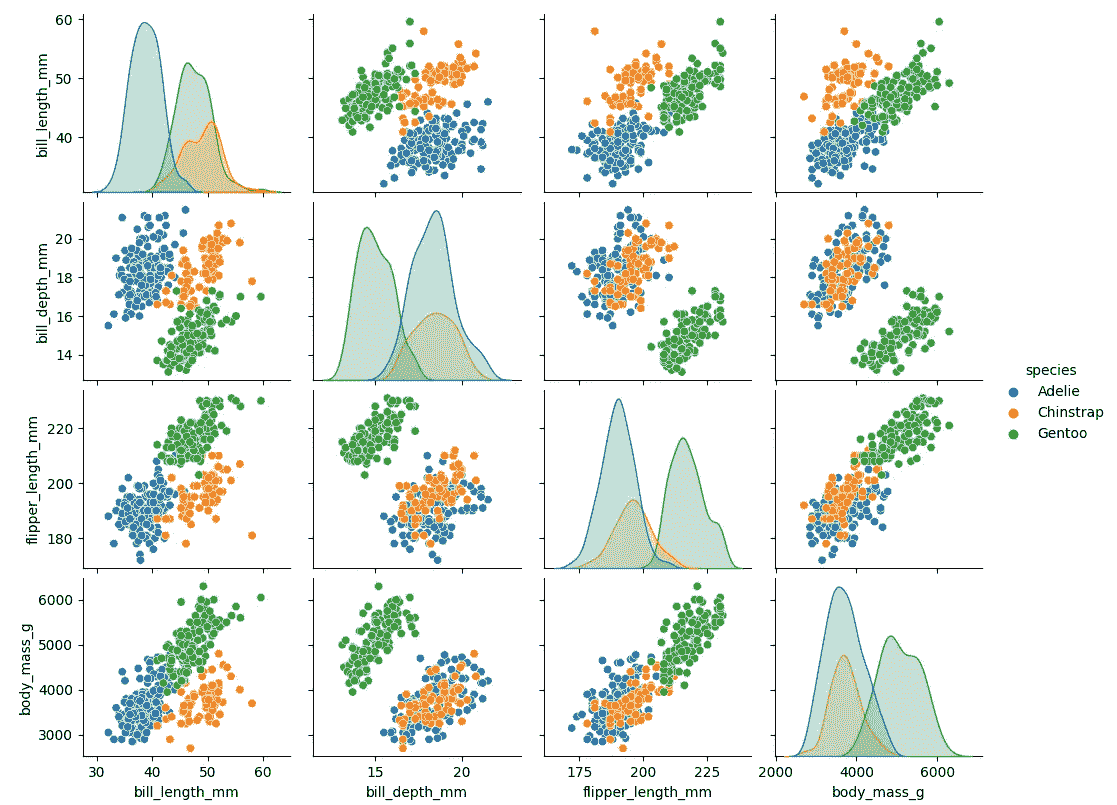 60
50
40
bill_length_mm
20
18
16
14
bill_depth_mm
species
Adelie
Chinstrap
Gentoo
220
200
180
flipper_length_mm
6000
5000
4000
3000
body_mass_g
30 40 50 60
bill_length_mm
15 20
bill_depth_mm
175 200 225
flipper_length_mm
2000 4000 6000
body_mass_g